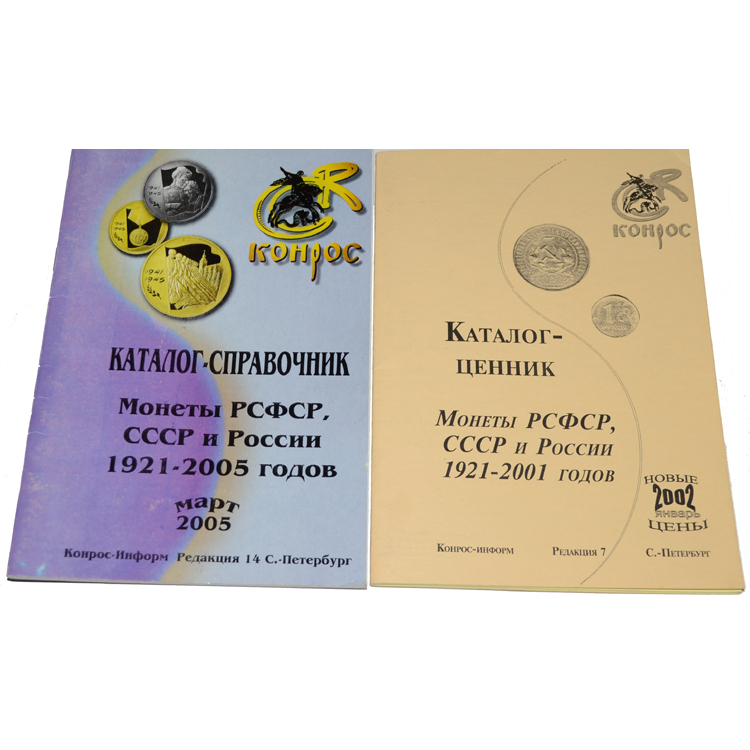 КОНРОС
КАТАЛОГ-СПРАВОЧНИК
Монеты РСФСР,
СССР и России
1921-2005 годов
март
2005
Конрос-Информ Редакция 14 С.-Петербург
КОНРОС
КАТАЛОГ-
ЦЕННИК
МОНЕТЫ РСФСР,
СССР И РОССИИ
1921-2001 ГОДОВ
НОВЫЕ
2002
январь
ЦЕНЫ
КОНРОС-ИНФОРМ РЕДАКЦИЯ 7 С.-ПЕТЕРБУРГ